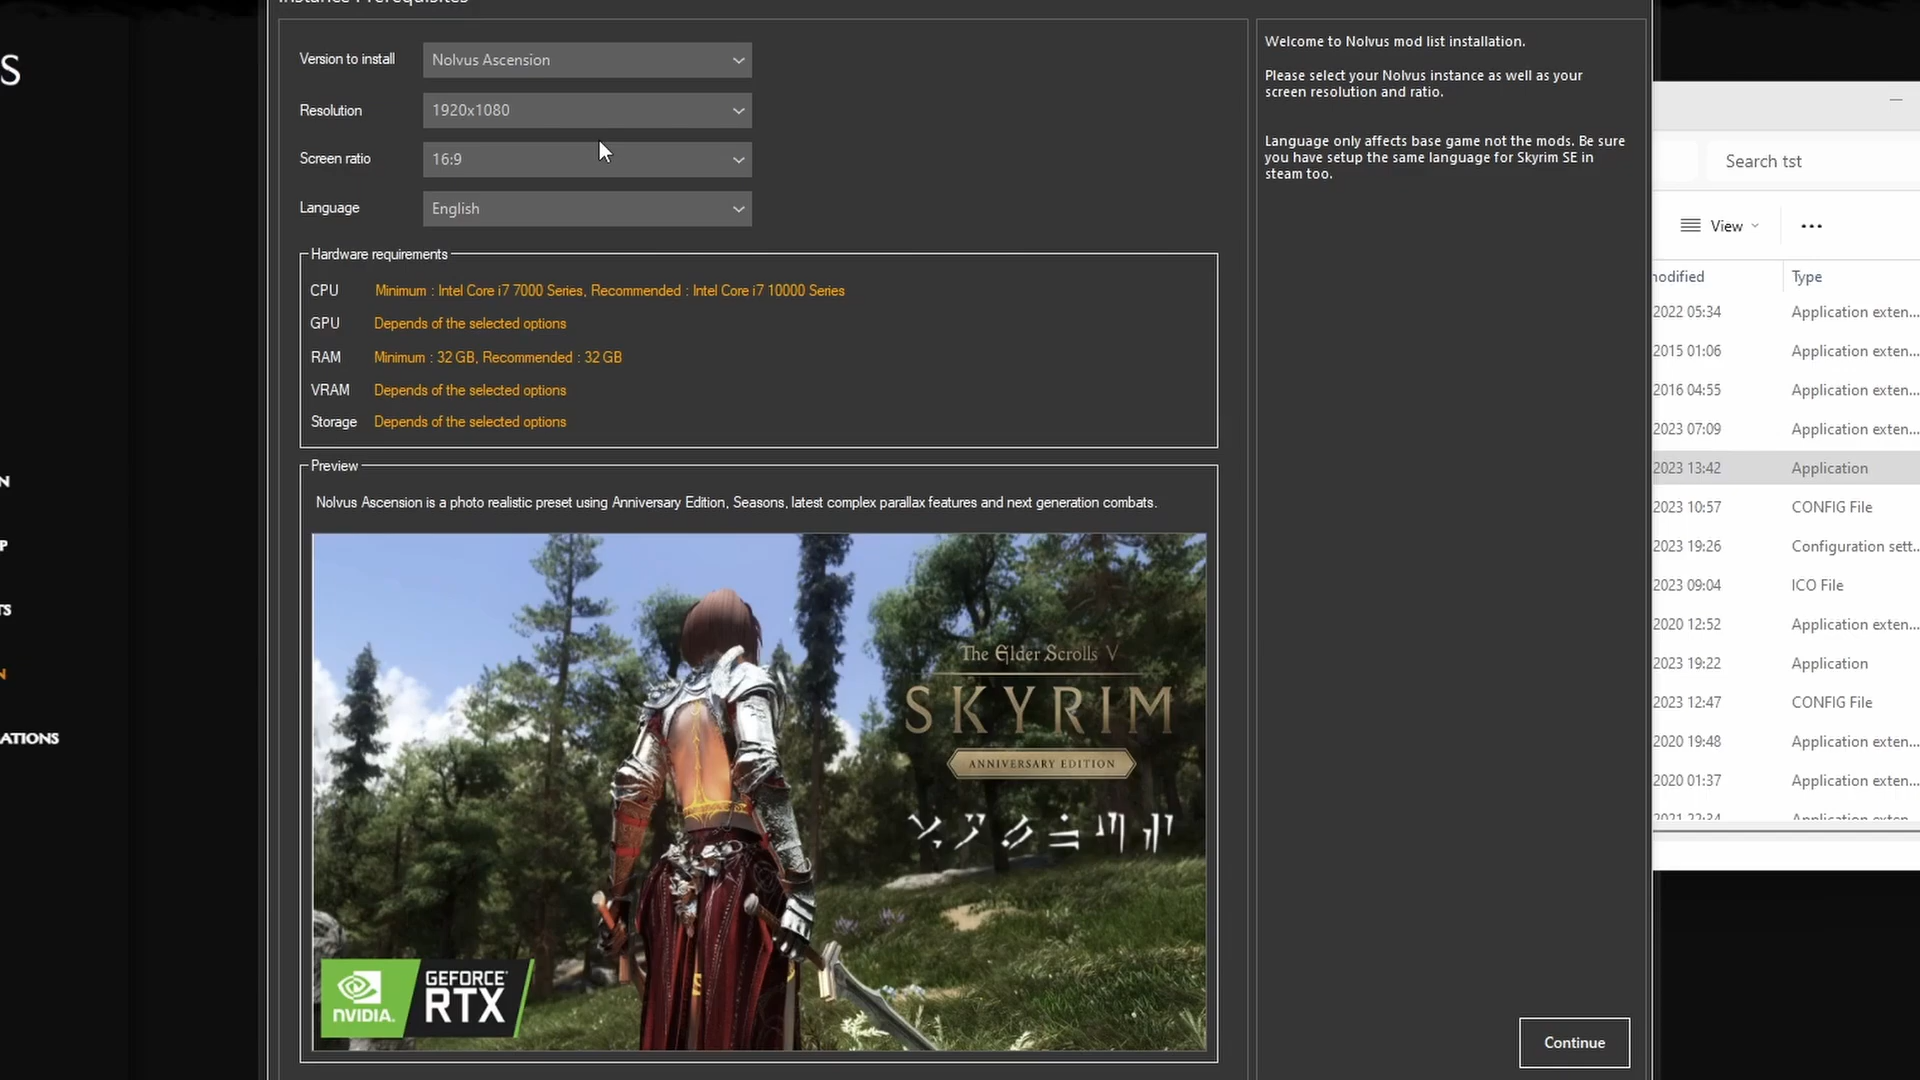 S
Version to install
Nolvus Ascension
Resolution
1920x1080
Screen ratio
16:9
Language
English
Hardware requirements
CPU Minimum : Intel Core i7 7000 Series, Recommended : Intel Core i7 10000 Series
GPU Depends of the selected options
RAM Minimum : 32 GB, Recommended : 32 GB
VRAM Depends of the selected options
Storage Depends of the selected options
Preview
Nolvus Ascension is a photo realistic preset using Anniversary Edition, Seasons, latest complex parallax features and next generation combats.
The Elder Scrolls V
SKYRIM
ANNIVERSARY EDITION
NVIDIA.
GEFORCE
RTX
Welcome to Nolvus mod list installation.
Please select your Nolvus instance as well as your
screen resolution and ratio.
Language only affects base game not the mods. Be sure
you have setup the same language for Skyrim SE in
steam too.
Continue
N
P
TS
N
ATIONS
Search tst
View
modified Type
2022 05:34 Application exten...
2015 01:06 Application exten...
2016 04:55 Application exten...
2023 07:09 Application exten...
2023 13:42 Application
2023 10:57 CONFIG File
2023 19:26 Configuration sett...
2023 09:04 ICO File
2020 12:52 Application exten...
2023 19:22 Application
2023 12:47 CONFIG File
2020 19:48 Application exten...
2020 01:37 Application exten...
2021 22:34 Application exten...